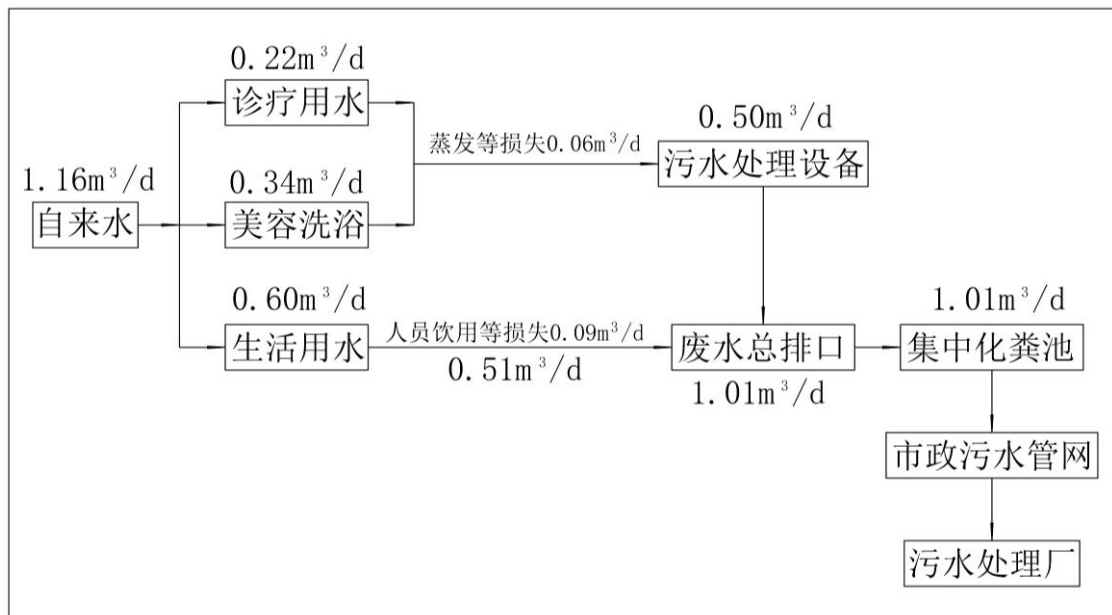 0.22m³/d
诊疗用水
蒸发等损失0.06m³/d
0.50m³/d
污水处理设备
1.16m³/d
自来水
0.34m³/d
美容洗浴
0.60m³/d
生活用水
人员饮用等损失0.09m³/d
0.51m³/d
废水总排口
1.01m³/d
1.01m³/d
集中化粪池
市政污水管网
污水处理厂